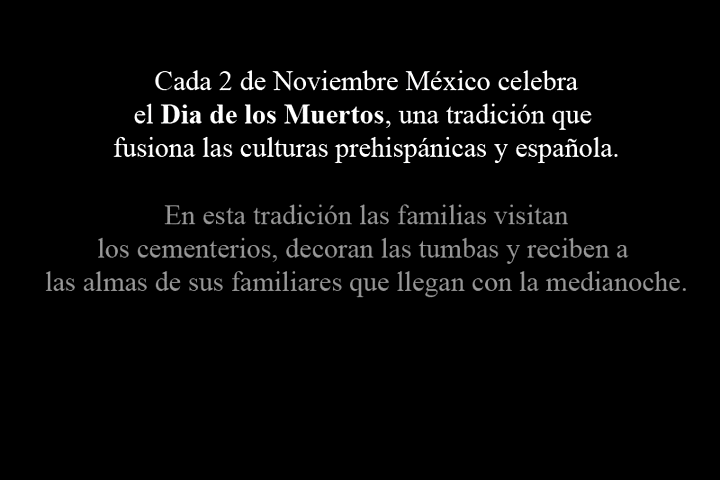 Cada 2 de Noviembre México celebra
el Dia de los Muertos, una tradición que
fusiona las culturas prehispánicas y española.
En esta tradición las familias visitan
los cementerios, decoran las tumbas y reciben a
las almas de sus familiares que llegan con la medianoche.